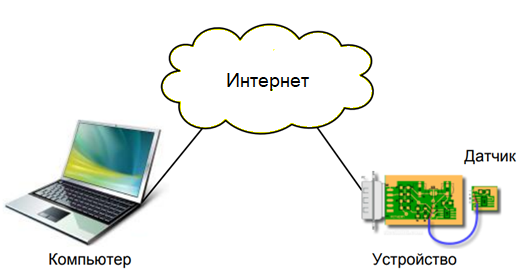 Интернет
Датчик
Компьютер
Устройство